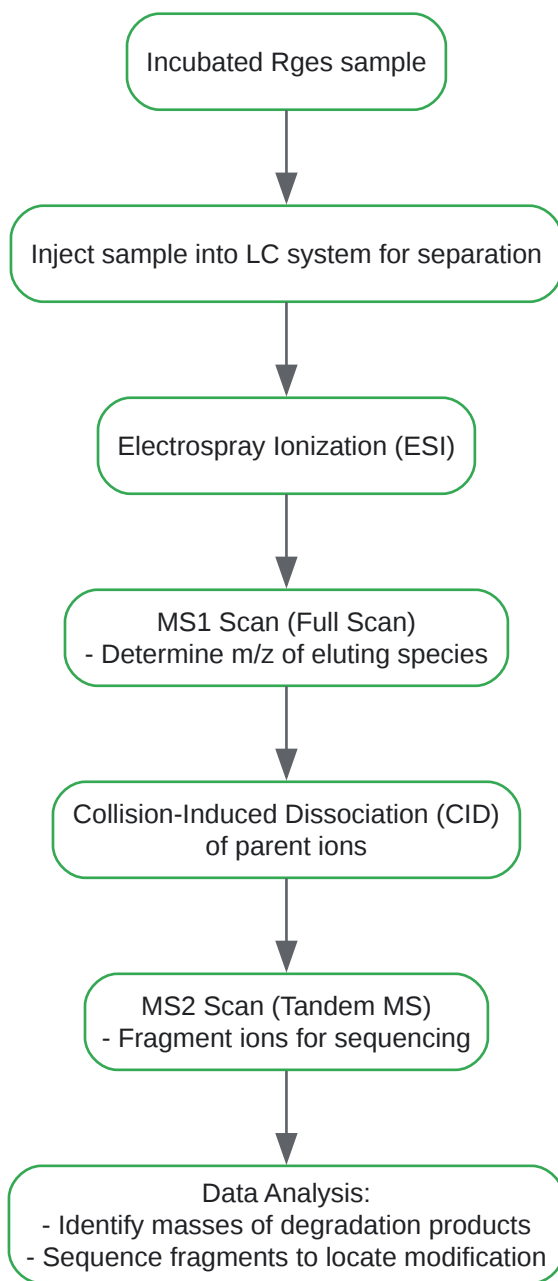 Incubated Rges sample
Inject sample into LC system for separation
Electrospray Ionization (ESI)
MS1 Scan (Full Scan)
- Determine m/z of eluting species
Collision-Induced Dissociation (CID)
of parent ions
MS2 Scan (Tandem MS)
- Fragment ions for sequencing
Data Analysis:
- Identify masses of degradation products
- Sequence fragments to locate modification